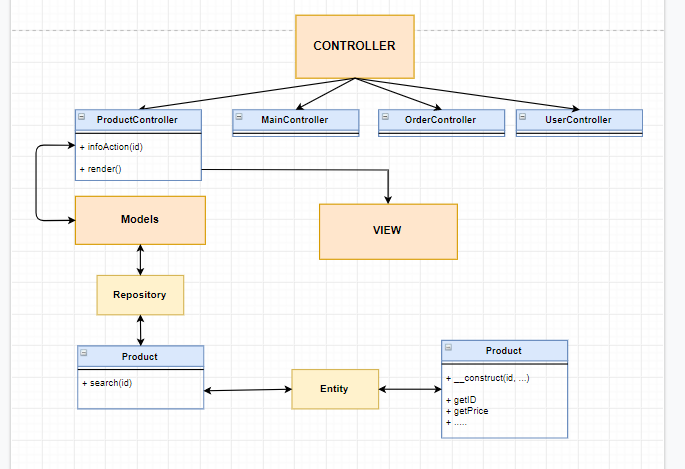 CONTROLLER
ProductController
MainController
OrderController
UserController
+ infoAction(id)
+ render()
Models
VIEW
Repository
Product
+ search(id)
Entity
Product
+ __construct(id, ...)
+ getID
+ getPrice
+ .....